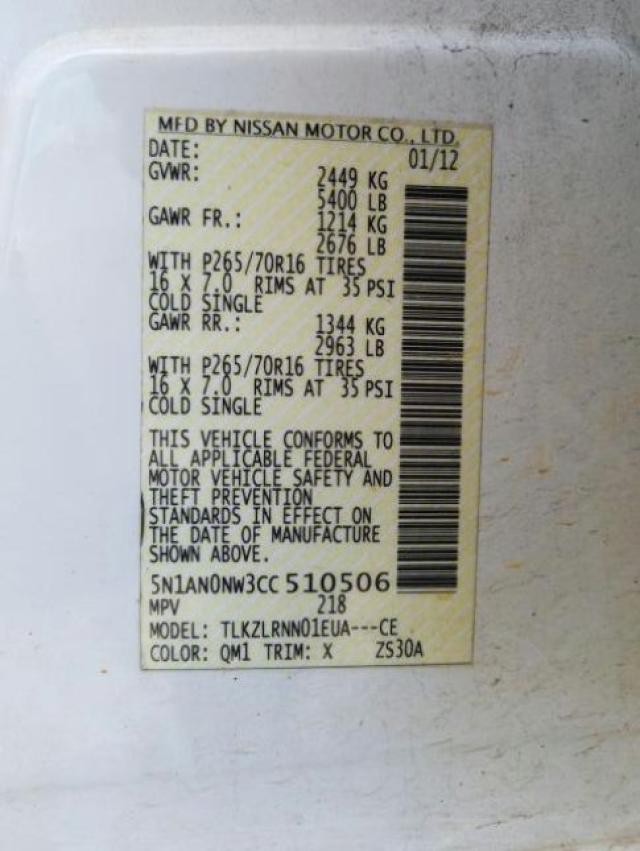 MFD BY NISSAN MOTOR CO., LTD.
DATE: 01/12
GVWR: 2449 KG
5400 LB
GAWR FR.: 1214 KG
2676 LB
WITH P265/70R16 TIRES
16 X 7.0 RIMS AT 35 PSI
COLD SINGLE
GAWR RR.: 1344 KG
2963 LB
WITH P265/70R16 TIRES
16 X 7.0 RIMS AT 35 PSI
COLD SINGLE
THIS VEHICLE CONFORMS TO
ALL APPLICABLE FEDERAL
MOTOR VEHICLE SAFETY AND
THEFT PREVENTION
STANDARDS IN EFFECT ON
THE DATE OF MANUFACTURE
SHOWN ABOVE.
5N1AN0NW3CC510506
MPV 218
MODEL: TLKZLRNN01EUA---CE
COLOR: QM1 TRIM: X ZS30A